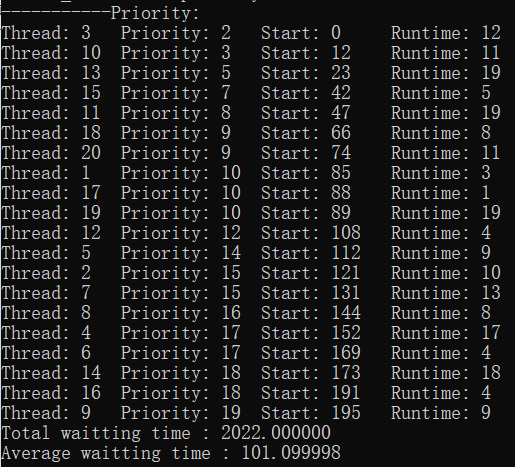 -----------Priority:
Thread: 3 Priority: 2 Start: 0 Runtime: 12
Thread: 10 Priority: 3 Start: 12 Runtime: 11
Thread: 13 Priority: 5 Start: 23 Runtime: 19
Thread: 15 Priority: 7 Start: 42 Runtime: 5
Thread: 11 Priority: 8 Start: 47 Runtime: 19
Thread: 18 Priority: 9 Start: 66 Runtime: 8
Thread: 20 Priority: 9 Start: 74 Runtime: 11
Thread: 1 Priority: 10 Start: 85 Runtime: 3
Thread: 17 Priority: 10 Start: 88 Runtime: 1
Thread: 19 Priority: 10 Start: 89 Runtime: 19
Thread: 12 Priority: 12 Start: 108 Runtime: 4
Thread: 5 Priority: 14 Start: 112 Runtime: 9
Thread: 2 Priority: 15 Start: 121 Runtime: 10
Thread: 7 Priority: 15 Start: 131 Runtime: 13
Thread: 8 Priority: 16 Start: 144 Runtime: 8
Thread: 4 Priority: 17 Start: 152 Runtime: 17
Thread: 6 Priority: 17 Start: 169 Runtime: 4
Thread: 14 Priority: 18 Start: 173 Runtime: 18
Thread: 16 Priority: 18 Start: 191 Runtime: 4
Thread: 9 Priority: 19 Start: 195 Runtime: 9
Total waitting time : 2022.000000
Average waitting time : 101.099998